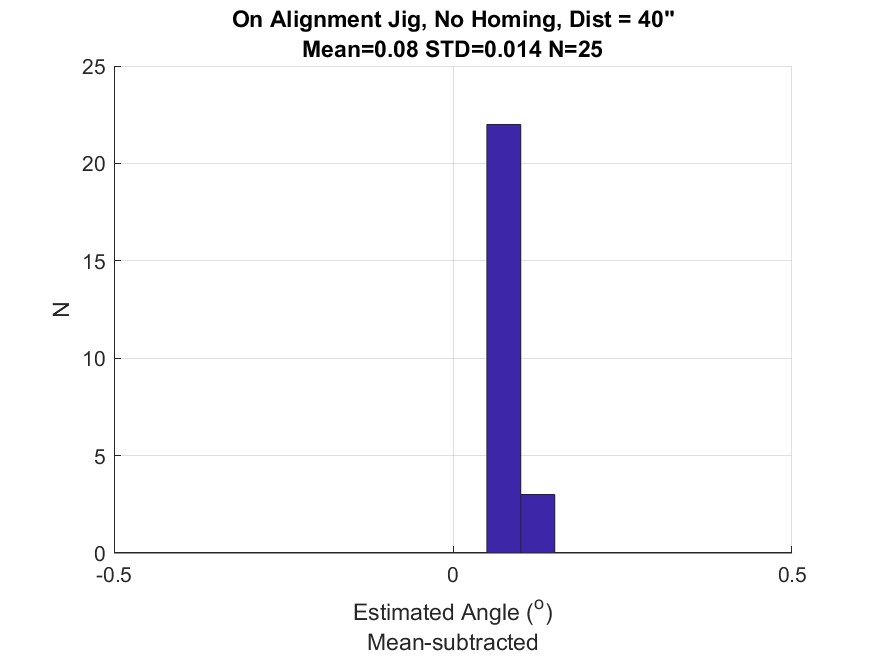 On Alignment Jig, No Homing, Dist = 40"
Mean=0.08 STD=0.014 N=25
25
20
15
10
5
0
N
-0.5 0 0.5
Estimated Angle (o)
Mean-subtracted